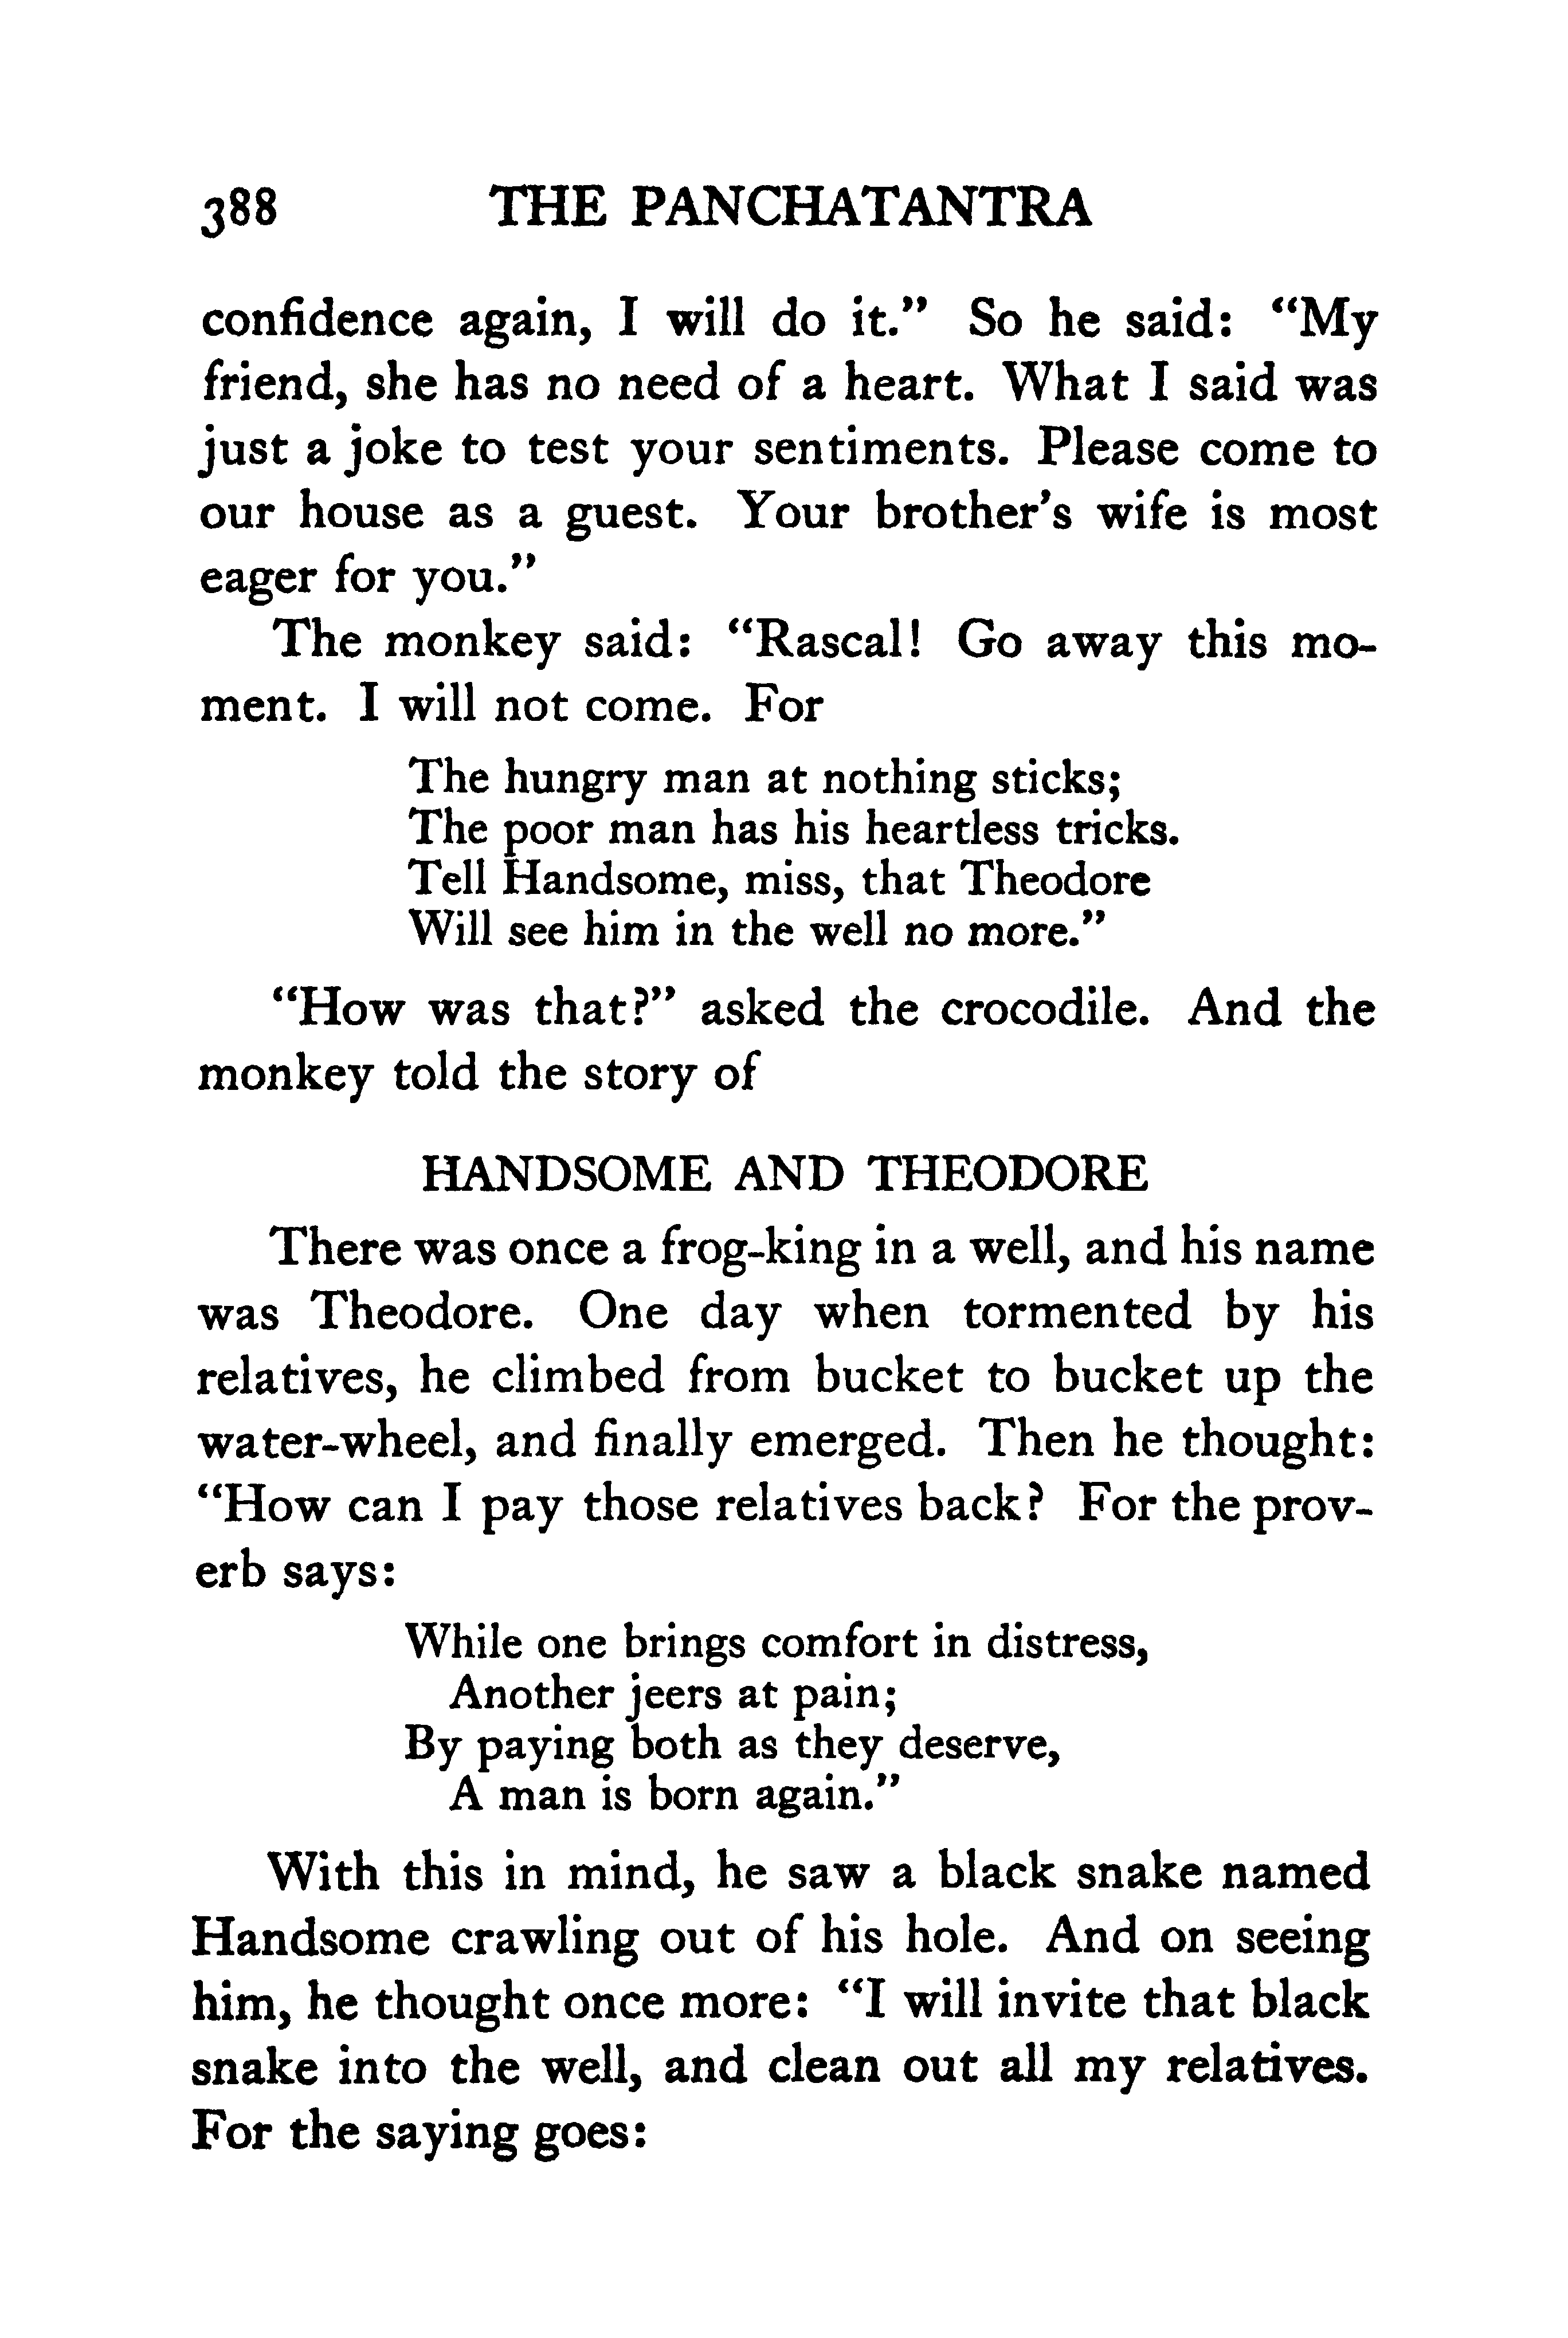 388 THE PANCHATANTRA
confidence again, I will do it.” So he said: “My
friend, she has no need of a heart. What I said was
just a joke to test your sentiments. Please come to
our house as a guest. Your brother’s wife is most
eager for you.”
The monkey said: “Rascal! Go away this mo-
ment. I will not come. For
The hungry man at nothing sticks;
The poor man has his heartless tricks.
Tell Handsome, miss, that Theodore
Will see him in the well no more.”
“How was that?” asked the crocodile. And the
monkey told the story of
HANDSOME AND THEODORE
There was once a frog-king in a well, and his name
was Theodore. One day when tormented by his
relatives, he climbed from bucket to bucket up the
water-wheel, and finally emerged. Then he thought:
“How can I pay those relatives back? For the prov-
erb says:
While one brings comfort in distress,
Another jeers at pain;
By paying both as they deserve,
A man is born again.”
With this in mind, he saw a black snake named
Handsome crawling out of his hole. And on seeing
him, he thought once more: “I will invite that black
snake into the well, and clean out all my relatives.
For the saying goes: